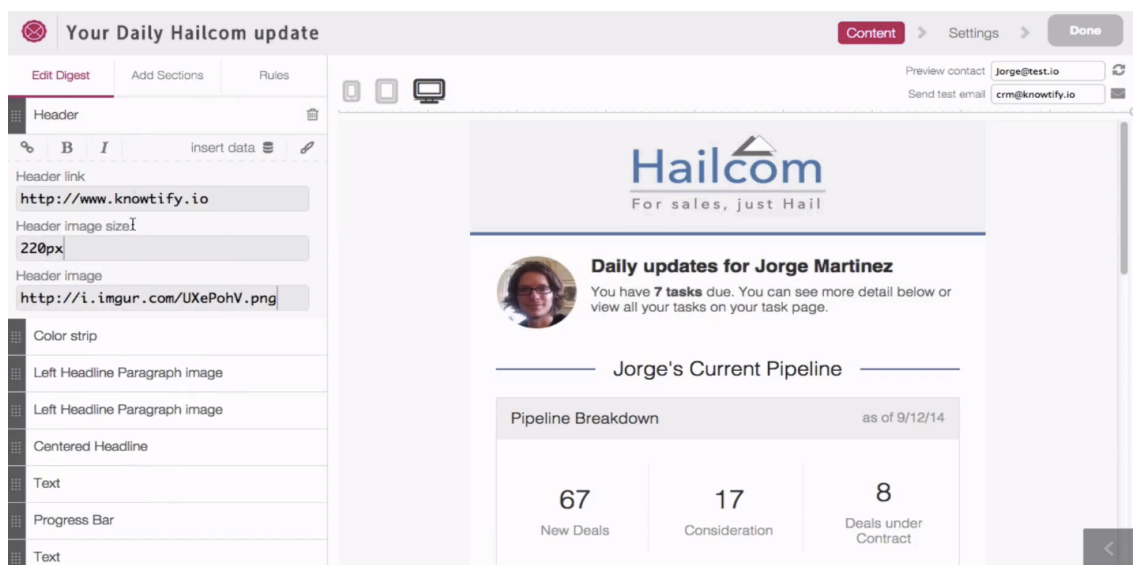 Your Daily Hailcom update
Content
Settings
Done
Edit Digest
Add Sections
Rules
Preview contact
Jorge@test.io
Send test email
crm@knowtify.io
Header
B I
insert data
Header link
http://www.knowtify.io
Header image size
220px
Header image
http://i.imgur.com/UXePohV.png
Color strip
Left Headline Paragraph image
Left Headline Paragraph image
Centered Headline
Text
Progress Bar
Text
Hailcom
For sales, just Hail
Daily updates for Jorge Martinez
You have 7 tasks due. You can see more detail below or
view all your tasks on your task page.
Jorge's Current Pipeline
Pipeline Breakdown
as of 9/12/14
67
New Deals
17
Consideration
8
Deals under
Contract